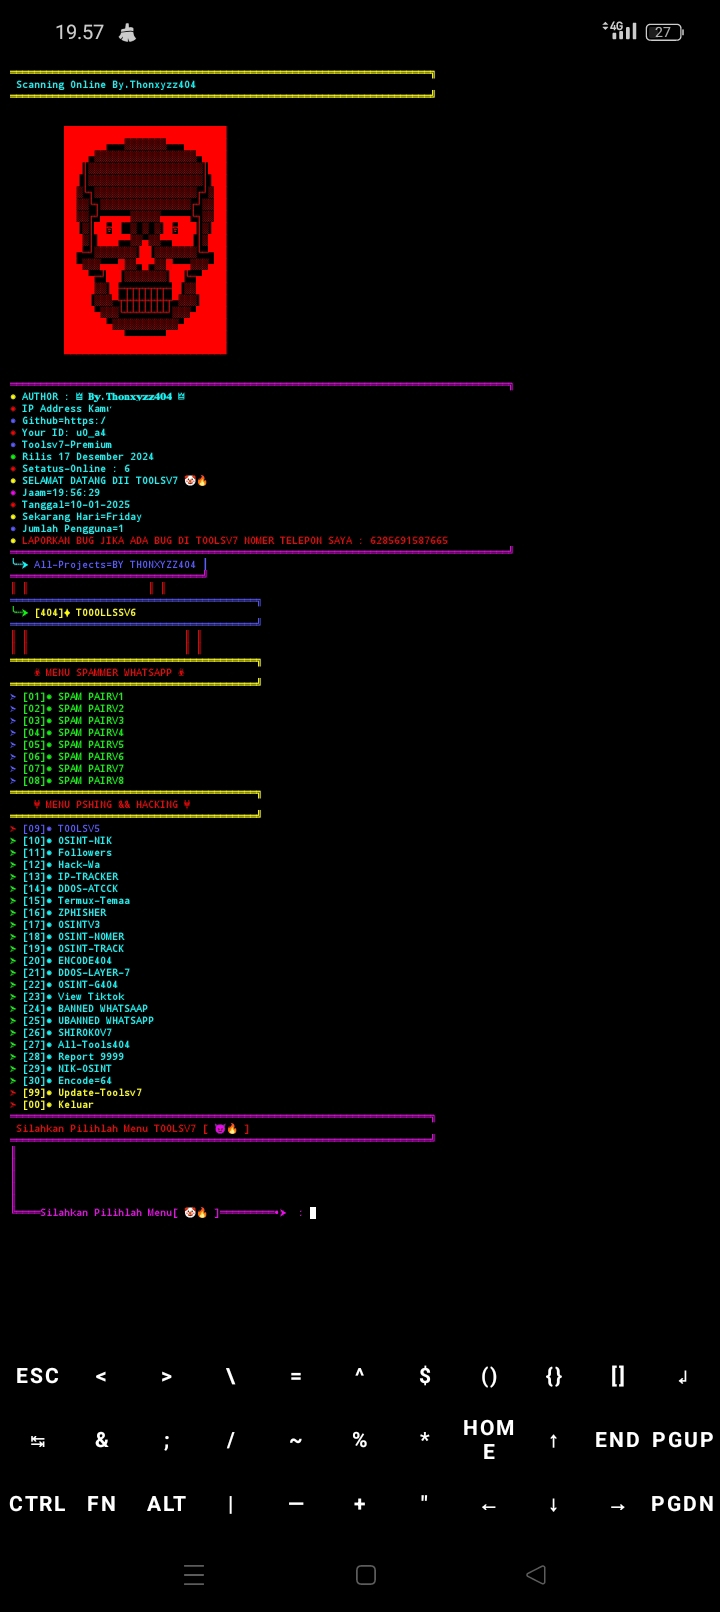 19.57 4G 27
Scanning Online By.Thonxyzz404
AUTHOR : By.Thonxyzz404
IP Address Kamu
Github=https:/
Your ID: u0_a4
Toolsv7-Premium
Rilis 17 Desember 2024
Setatus-Online : 6
SELAMAT DATANG DII TOOLSV7 🤡🔥
Jaam=19:56:29
Tanggal=10-01-2025
Sekarang Hari=Friday
Jumlah Pengguna=1
LAPORKAN BUG JIKA ADA BUG DI TOOLSV7 NOMER TELEPON SAYA : 6285691587665
All-Projects=BY THONXYZZ404
[404]♦ TOOOLLSSV6
MENU SPAMMER WHATSAPP
[01]● SPAM PAIRV1
[02]● SPAM PAIRV2
[03]● SPAM PAIRV3
[04]● SPAM PAIRV4
[05]● SPAM PAIRV5
[06]● SPAM PAIRV6
[07]● SPAM PAIRV7
[08]● SPAM PAIRV8
MENU PSHING && HACKING
[09]● TOOLSV5
[10]● OSINT-NIK
[11]● Followers
[12]● Hack-Wa
[13]● IP-TRACKER
[14]● DDOS-ATCCK
[15]● Termux-Temaa
[16]● ZPHISHER
[17]● OSINTV3
[18]● OSINT-NOMER
[19]● OSINT-TRACK
[20]● ENCODE404
[21]● DDOS-LAYER-7
[22]● OSINT-G404
[23]● View Tiktok
[24]● BANNED WHATSAAP
[25]● UBANNED WHATSAPP
[26]● SHIROKOV7
[27]● All-Tools404
[28]● Report 9999
[29]● NIK-OSINT
[30]● Encode=64
[99]● Update-Toolsv7
[00]● Keluar
Silahkan Pilihlah Menu TOOLSV7 [ 😈🔥 ]
Silahkan Pilihlah Menu[ 🤡🔥 ] :
ESC < > \ = ^ $ () {} [] ↲
↹ & ; / ~ % * HOME ↑ END PGUP
CTRL FN ALT | — + " ← ↓ → PGDN